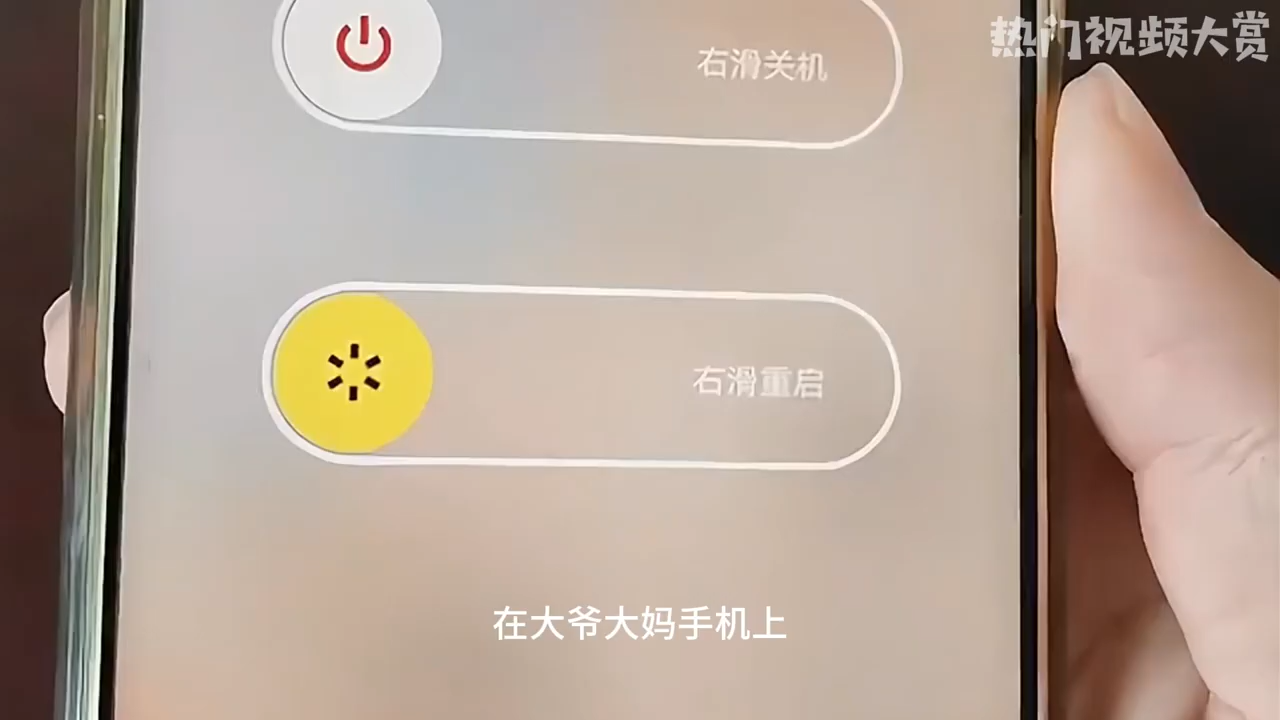 热门视频大赏
右滑关机
右滑重启
在大爷大妈手机上